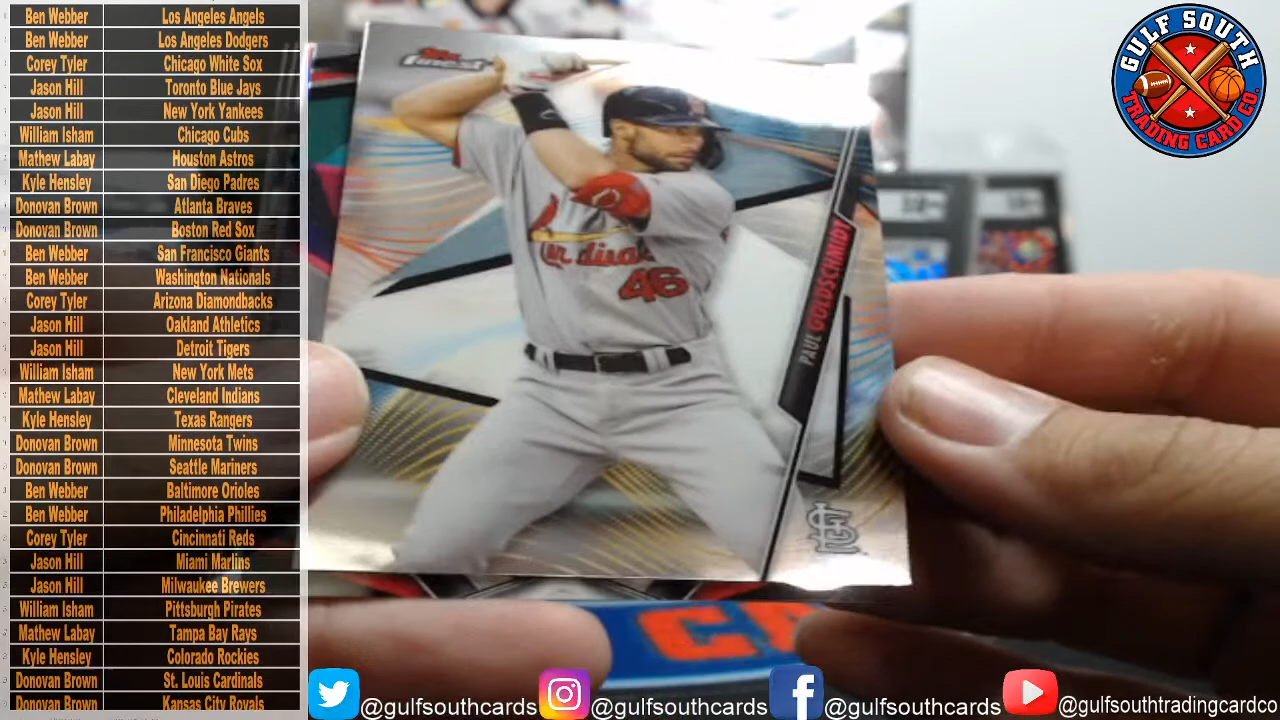 Ben Webber Los Angeles Angels
Ben Webber Los Angeles Dodgers
Corey Tyler Chicago White Sox
Jason Hill Toronto Blue Jays
Jason Hill New York Yankees
William Isham Chicago Cubs
Mathew Labay Houston Astros
Kyle Hensley San Diego Padres
Donovan Brown Atlanta Braves
Donovan Brown Boston Red Sox
Ben Webber San Francisco Giants
Ben Webber Washington Nationals
Corey Tyler Arizona Diamondbacks
Jason Hill Oakland Athletics
Jason Hill Detroit Tigers
William Isham New York Mets
Mathew Labay Cleveland Indians
Kyle Hensley Texas Rangers
Donovan Brown Minnesota Twins
Donovan Brown Seattle Mariners
Ben Webber Baltimore Orioles
Ben Webber Philadelphia Phillies
Corey Tyler Cincinnati Reds
Jason Hill Miami Marlins
Jason Hill Milwaukee Brewers
William Isham Pittsburgh Pirates
Mathew Labay Tampa Bay Rays
Kyle Hensley Colorado Rockies
Donovan Brown St. Louis Cardinals
Donovan Brown Kansas City Royals
Topps
Finest
Cardinals
46
PAUL GOLDSCHMIDT
STL
GULF SOUTH
TRADING CARD CO.
CA
@gulfsouthcards
@gulfsouthcards
@gulfsouthcards
@gulfsouthtradingcardco